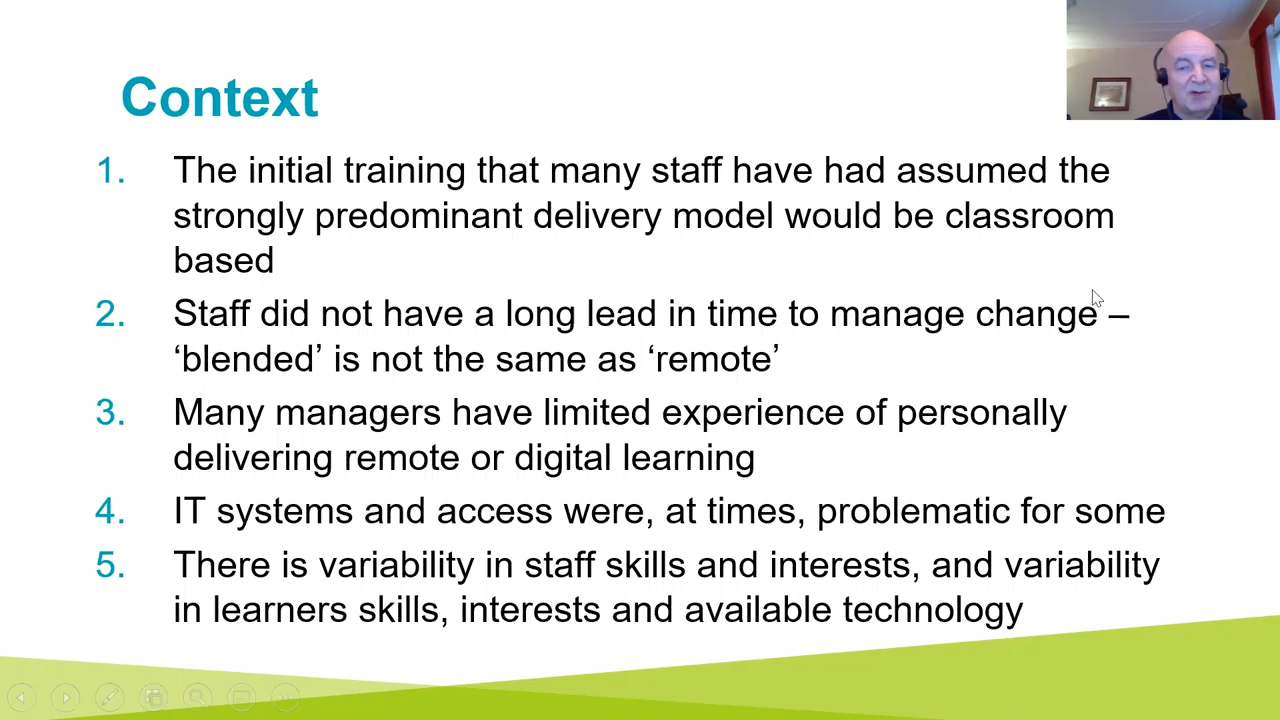 Context
1. The initial training that many staff have had assumed the
strongly predominant delivery model would be classroom
based
2. Staff did not have a long lead in time to manage change –
‘blended’ is not the same as ‘remote’
3. Many managers have limited experience of personally
delivering remote or digital learning
4. IT systems and access were, at times, problematic for some
5. There is variability in staff skills and interests, and variability
in learners skills, interests and available technology